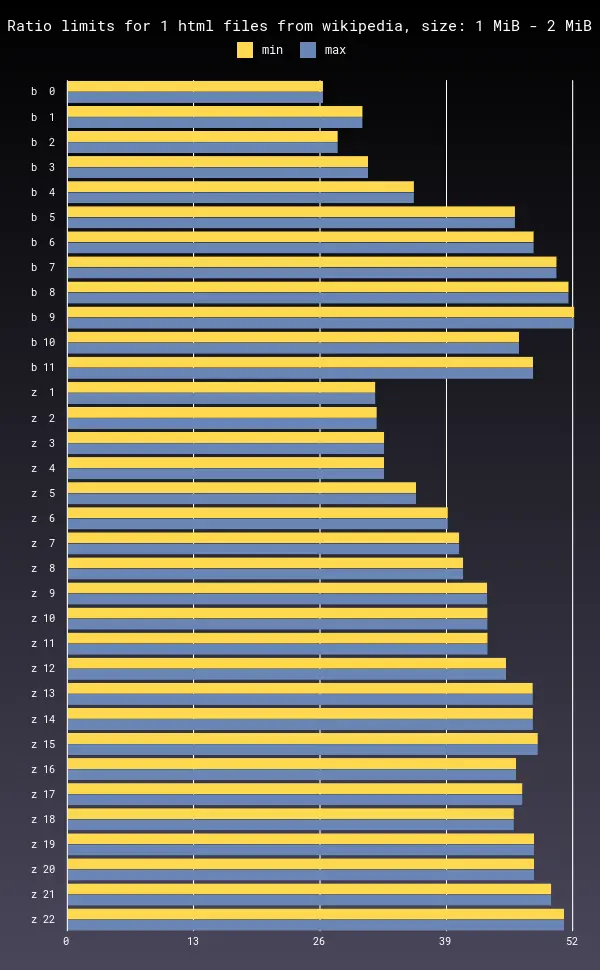 Ratio limits for 1 html files from wikipedia, size: 1 MiB - 2 MiB
min max
b 0
b 1
b 2
b 3
b 4
b 5
b 6
b 7
b 8
b 9
b 10
b 11
z 1
z 2
z 3
z 4
z 5
z 6
z 7
z 8
z 9
z 10
z 11
z 12
z 13
z 14
z 15
z 16
z 17
z 18
z 19
z 20
z 21
z 22
0 13 26 39 52